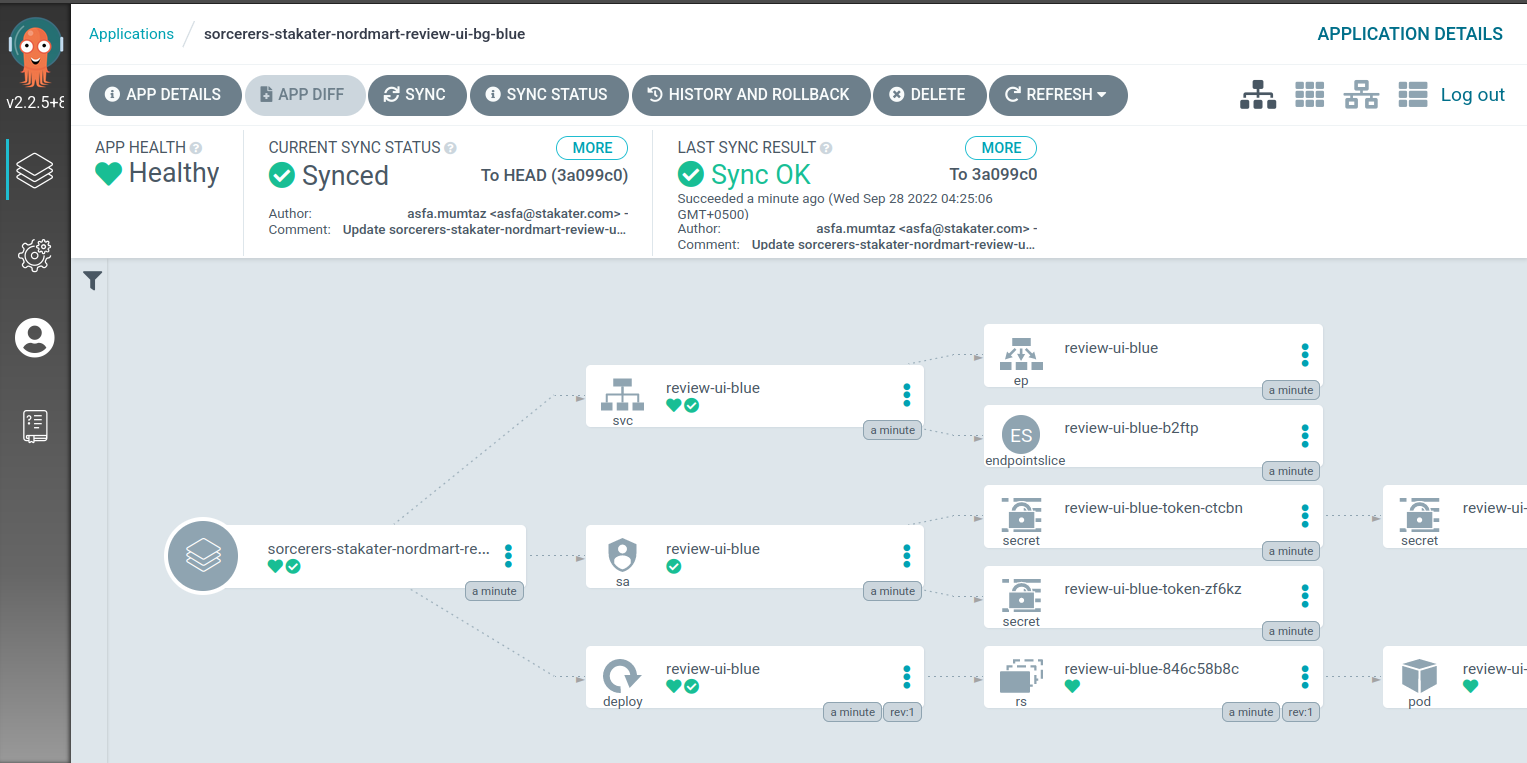 Applications
sorcerers-stakater-nordmart-review-ui-bg-blue
APPLICATION DETAILS
v2.2.5+8
APP DETAILS
APP DIFF
SYNC
SYNC STATUS
HISTORY AND ROLLBACK
DELETE
REFRESH
Log out
APP HEALTH
Healthy
CURRENT SYNC STATUS
MORE
Synced
To HEAD (3a099c0)
Author: asfa.mumtaz <asfa@stakater.com> -
Comment: Update sorcerers-stakater-nordmart-review-u...
LAST SYNC RESULT
MORE
Sync OK
To 3a099c0
Succeeded a minute ago (Wed Sep 28 2022 04:25:06
GMT+0500)
Author: asfa.mumtaz <asfa@stakater.com> -
Comment: Update sorcerers-stakater-nordmart-review-u...
sorcerers-stakater-nordmart-re...
a minute
svc
review-ui-blue
a minute
sa
review-ui-blue
a minute
deploy
review-ui-blue
a minute
rev:1
ep
review-ui-blue
a minute
ES
endpointslice
review-ui-blue-b2ftp
a minute
secret
review-ui-blue-token-ctcbn
a minute
secret
review-ui-blue-token-zf6kz
a minute
rs
review-ui-blue-846c58b8c
a minute
rev:1
secret
review-ui-
pod
review-ui-